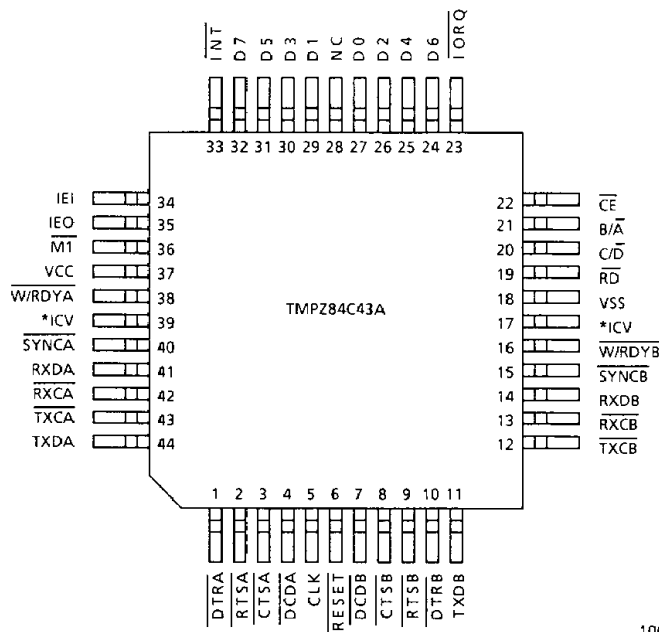 INT D7 D5 D3 D1 NC D0 D2 D4 D6 IORQ
33 32 31 30 29 28 27 26 25 24 23
IEI 34
IEO 35
M1 36
VCC 37
W/RDYA 38
*ICV 39
SYNCA 40
RXDA 41
RXCA 42
TXCA 43
TXDA 44
TMPZ84C43A
22 CE
21 B/A
20 C/D
19 RD
18 VSS
17 *ICV
16 W/RDYB
15 SYNCB
14 RXDB
13 RXCB
12 TXCB
1 2 3 4 5 6 7 8 9 10 11
DTRA RTSA CTSA DCDA CLK RESET DCDB CTSB RTSB DTRB TXDB